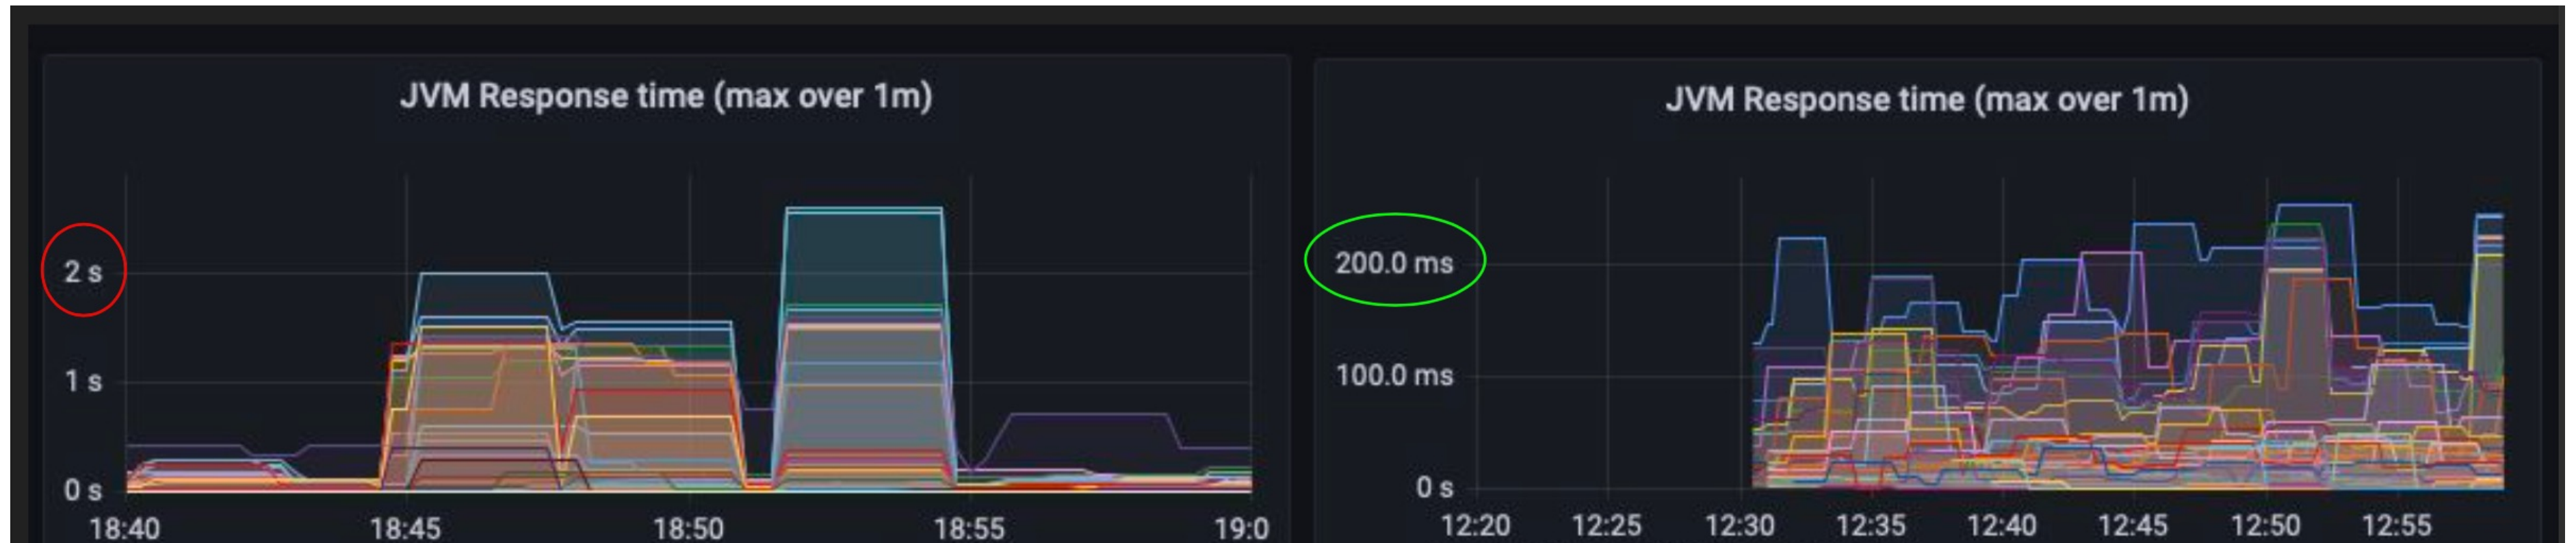 JVM Response time (max over 1m)
2 s
1 s
0 s
18:40 18:45 18:50 18:55 19:0
JVM Response time (max over 1m)
200.0 ms
100.0 ms
0 s
12:20 12:25 12:30 12:35 12:40 12:45 12:50 12:55